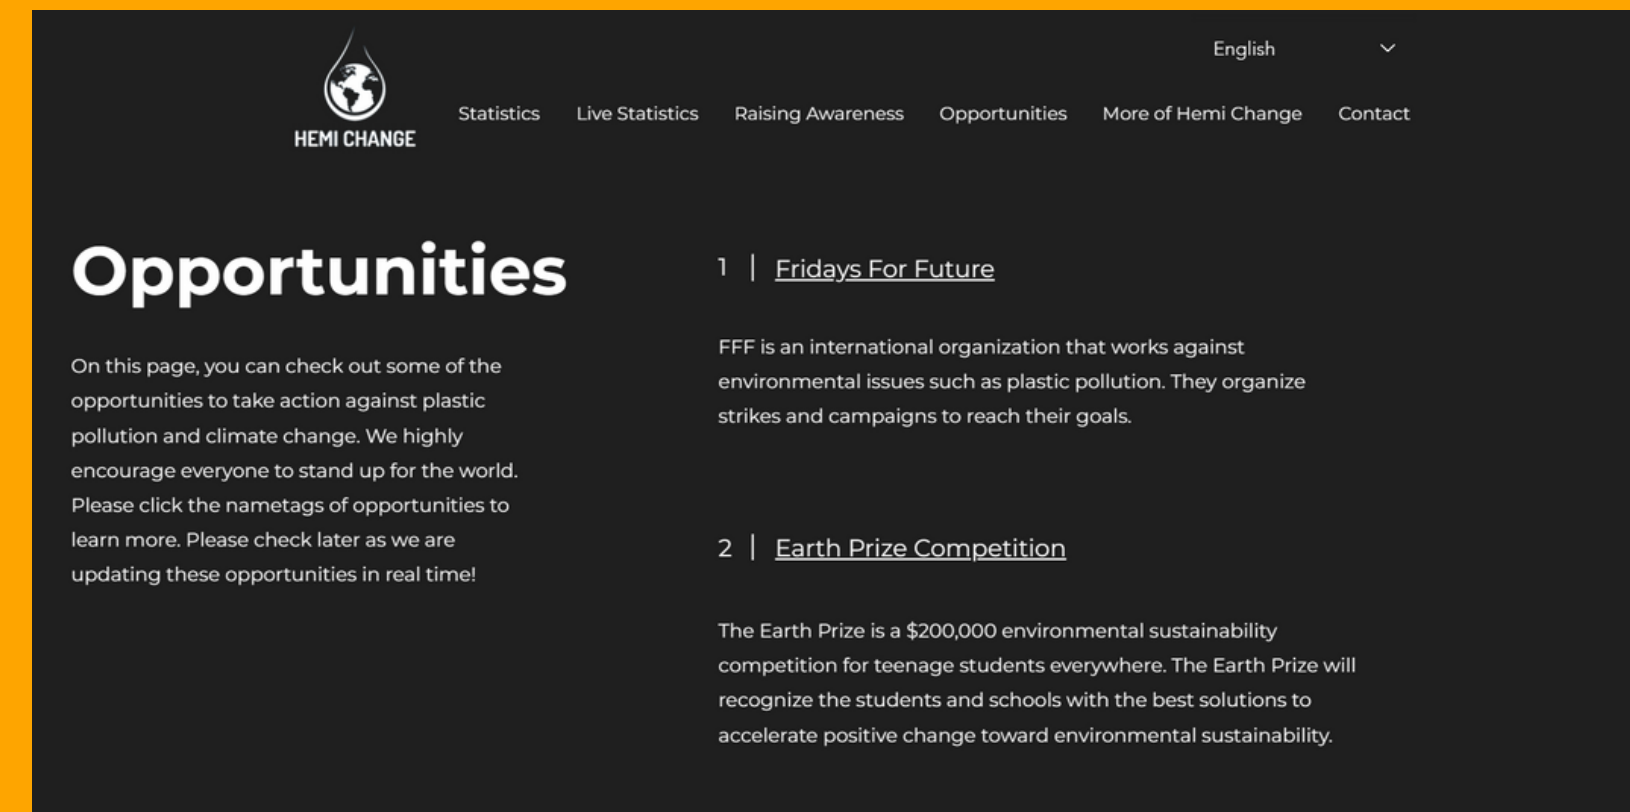 English
HEMI CHANGE
Statistics
Live Statistics
Raising Awareness
Opportunities
More of Hemi Change
Contact
Opportunities
On this page, you can check out some of the
opportunities to take action against plastic
pollution and climate change. We highly
encourage everyone to stand up for the world.
Please click the nametags of opportunities to
learn more. Please check later as we are
updating these opportunities in real time!
1 | Fridays For Future
FFF is an international organization that works against
environmental issues such as plastic pollution. They organize
strikes and campaigns to reach their goals.
2 | Earth Prize Competition
The Earth Prize is a $200,000 environmental sustainability
competition for teenage students everywhere. The Earth Prize will
recognize the students and schools with the best solutions to
accelerate positive change toward environmental sustainability.